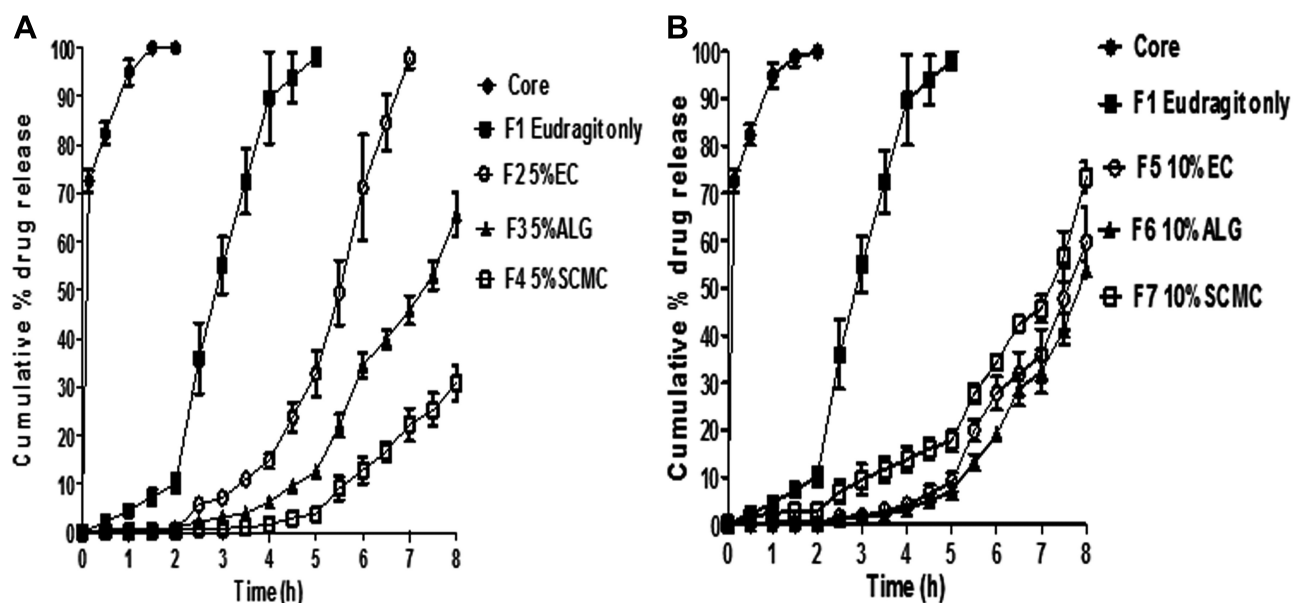 A
Cumulative % drug release
100
90
80
70
60
50
40
30
20
10
0
0 1 2 3 4 5 6 7 8
Time (h)
Core
F1 Eudragit only
F2 5%EC
F3 5%ALG
F4 5%SCMC
B
Cumulative % drug release
100
90
80
70
60
50
40
30
20
10
0
0 1 2 3 4 5 6 7 8
Time (h)
Core
F1 Eudragit only
F5 10%EC
F6 10%ALG
F7 10%SCMC